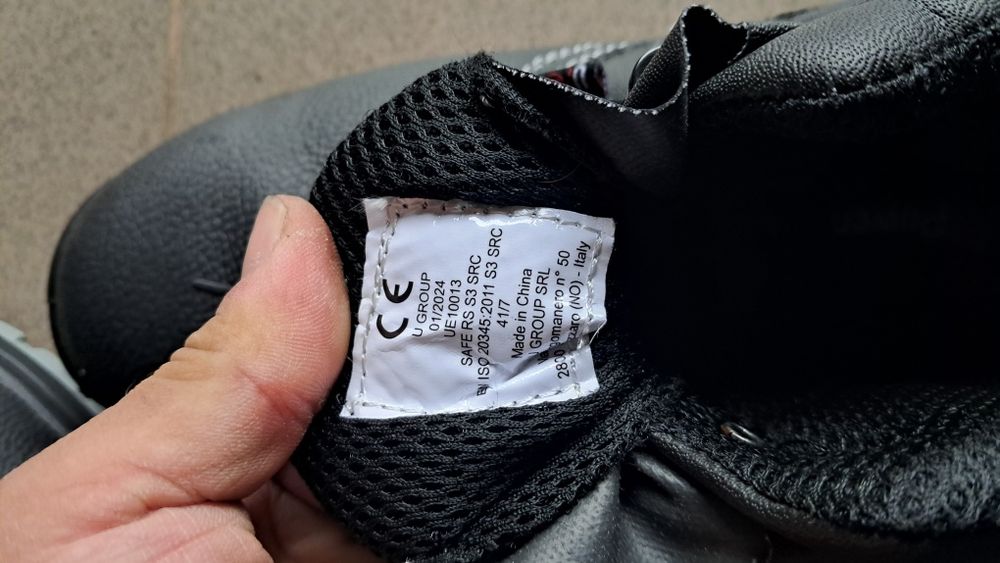 CE
U GROUP
01/2024
UE10013
SAFE RS S3 SRC
EN ISO 20345:2011 S3 SRC
41/7
Made in China
U GROUP SRL
n° 50
(NO) - Italy